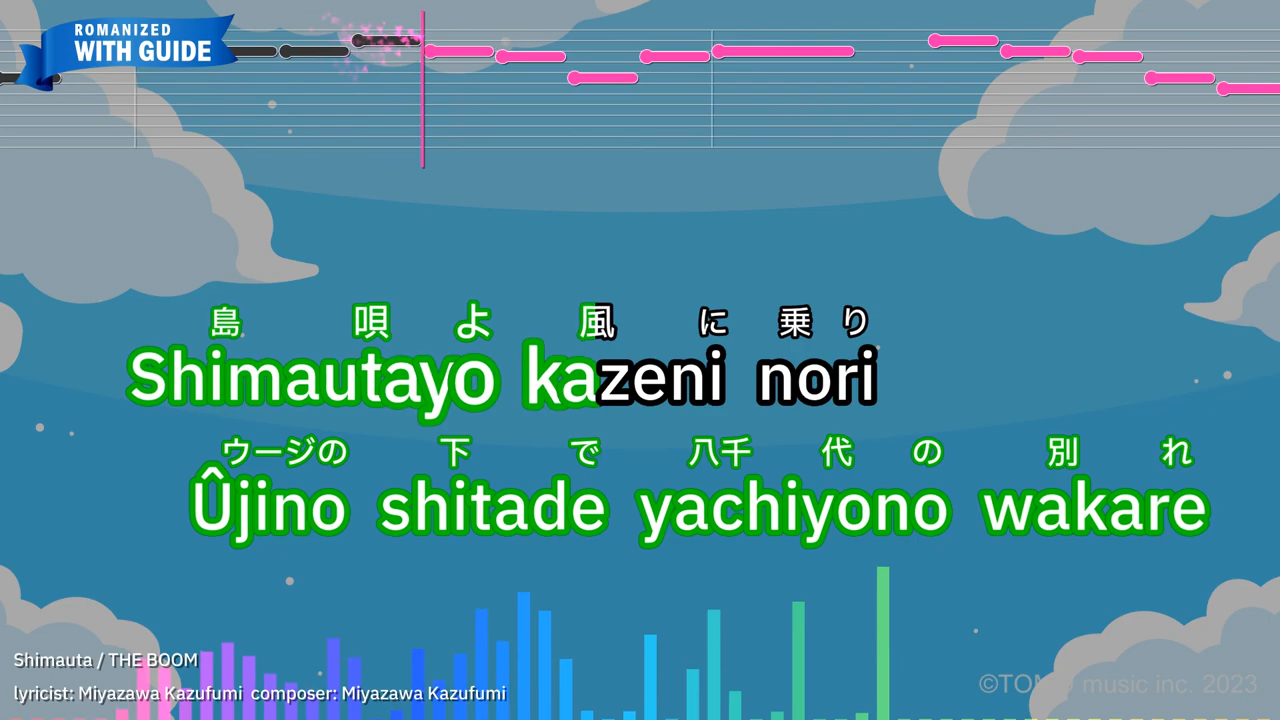 ROMANIZED
WITH GUIDE
島 唄 よ 風 に 乗 り
Shimautayo kazeni nori
ウージの 下 で 八千 代 の 別 れ
Ûjino shitade yachiyono wakare
Shimauta / THE BOOM
lyricist: Miyazawa Kazufumi composer: Miyazawa Kazufumi
music inc. 2023